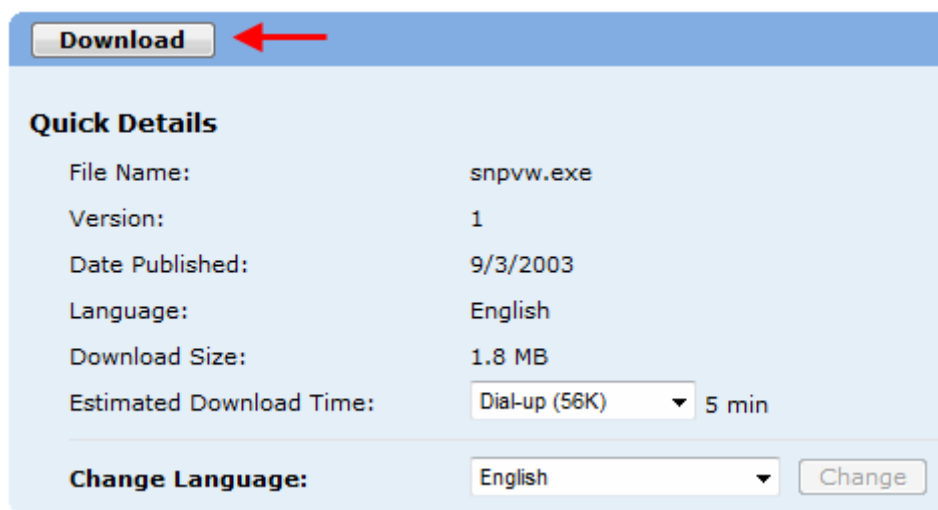 Download
Quick Details
File Name: snpvw.exe
Version: 1
Date Published: 9/3/2003
Language: English
Download Size: 1.8 MB
Estimated Download Time: Dial-up (56K) 5 min
Change Language: English Change